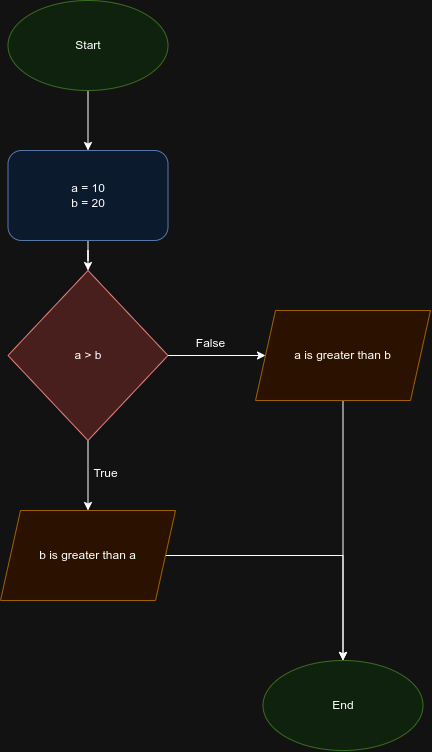 Start
a = 10
b = 20
a > b
False
a is greater than b
True
b is greater than a
End